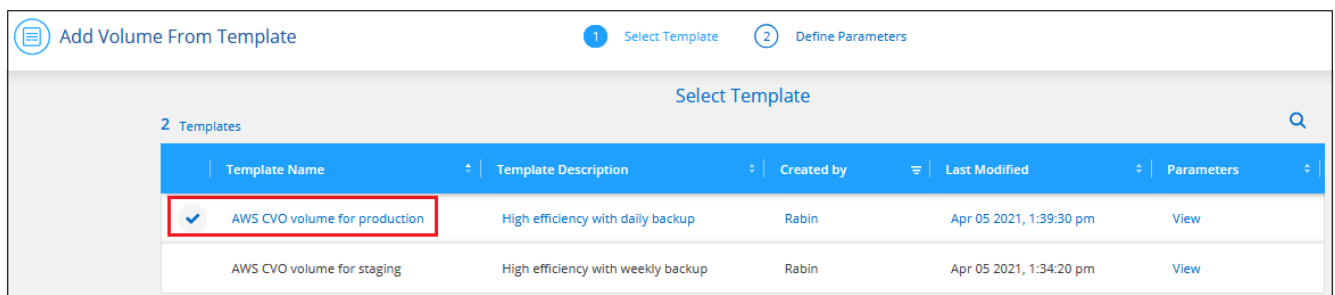 Add Volume From Template
1 Select Template 2 Define Parameters
Select Template
2 Templates
Template Name Template Description Created by Last Modified Parameters
AWS CVO volume for production High efficiency with daily backup Rabin Apr 05 2021, 1:39:30 pm View
AWS CVO volume for staging High efficiency with weekly backup Rabin Apr 05 2021, 1:34:20 pm View